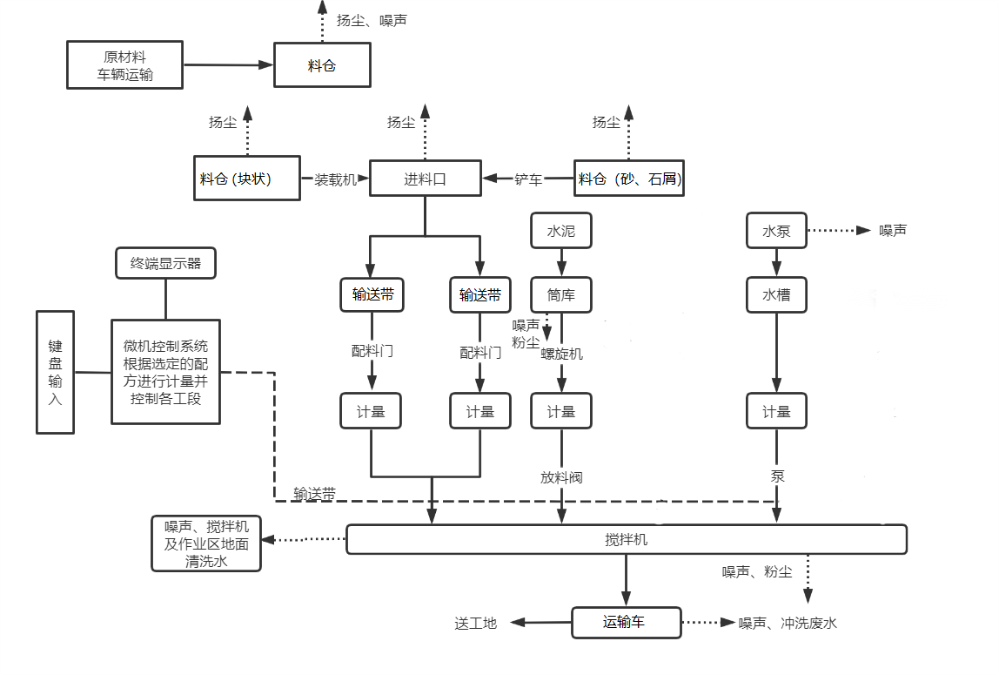 扬尘、噪声
原材料
车辆运输
料仓
扬尘
扬尘
扬尘
料仓 (块状)
装载机
进料口
铲车
料仓（砂、石屑）
水泥
水泵
噪声
终端显示器
输送带
输送带
筒库
水槽
噪声
粉尘
键
盘
输
入
微机控制系统
根据选定的配
方进行计量并
控制各工段
配料门
配料门
螺旋机
计量
计量
计量
计量
放料阀
泵
输送带
噪声、搅拌机
及作业区地面
清洗水
搅拌机
噪声、粉尘
送工地
运输车
噪声、冲洗废水